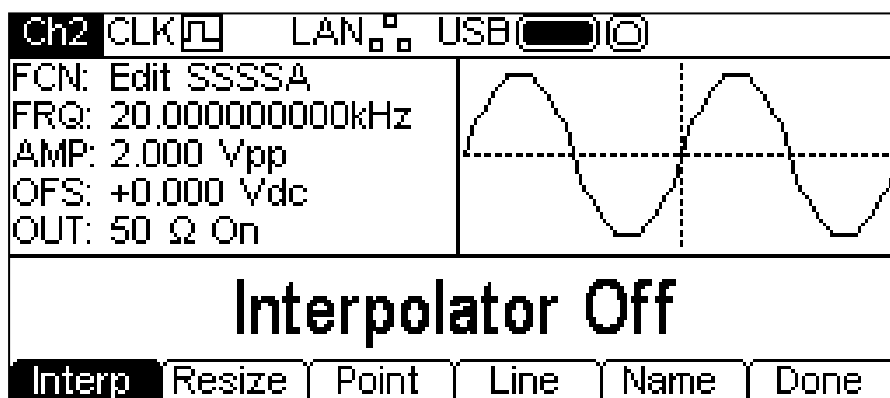 Ch2 CLK LAN USB
FCN: Edit SSSSA
FRQ: 20.000000000kHz
AMP: 2.000 Vpp
OFS: +0.000 Vdc
OUT: 50 Ω On
Interpolator Off
Interp Resize Point Line Name Done